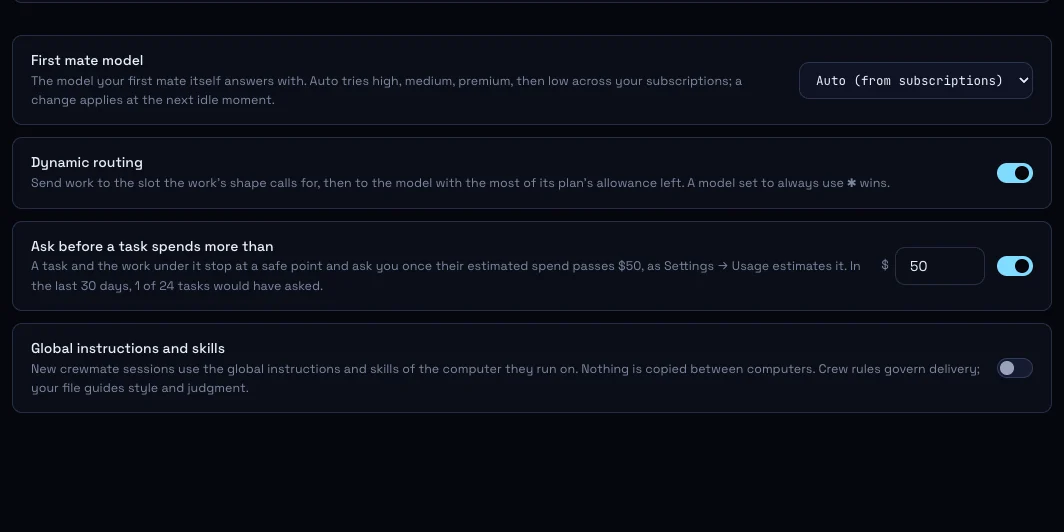 First mate model
The model your first mate itself answers with. Auto tries high, medium, premium, then low across your subscriptions; a
change applies at the next idle moment.
Auto (from subscriptions)
Dynamic routing
Send work to the slot the work's shape calls for, then to the model with the most of its plan's allowance left. A model set to always use ✱ wins.
Ask before a task spends more than
A task and the work under it stop at a safe point and ask you once their estimated spend passes $50, as Settings → Usage estimates it. In
the last 30 days, 1 of 24 tasks would have asked.
$ 50
Global instructions and skills
New crewmate sessions use the global instructions and skills of the computer they run on. Nothing is copied between computers. Crew rules govern delivery;
your file guides style and judgment.